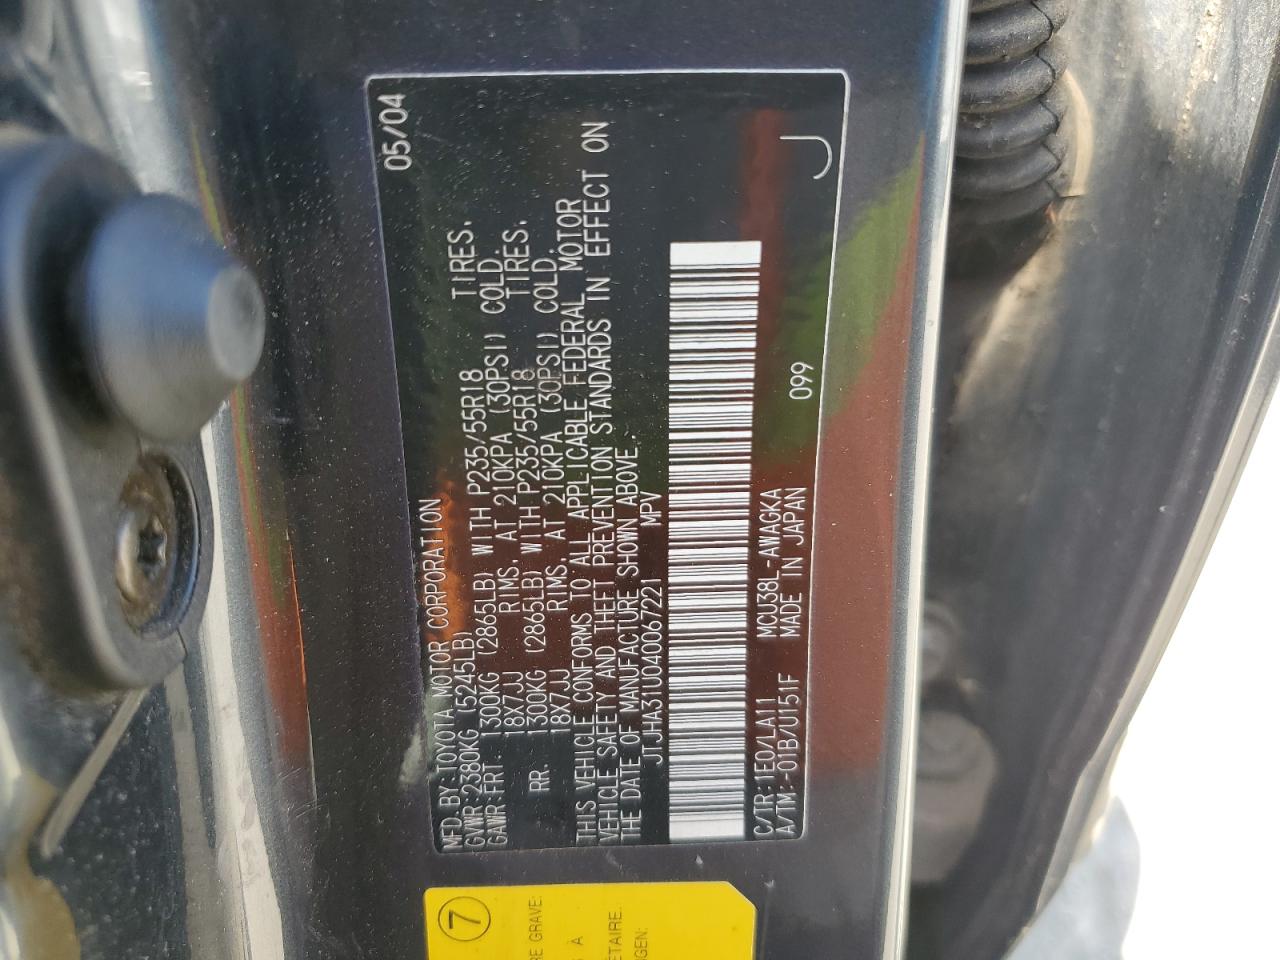 MFD. BY: TOYOTA MOTOR CORPORATION 05/04
GVWR: 2380KG (5245LB)
GAWR: FRT. 1300KG (2865LB) WITH P235/55R18 TIRES.
18X7JJ RIMS, AT 210KPA (30PSI) COLD.
RR. 1300KG (2865LB) WITH P235/55R18 TIRES.
18X7JJ RIMS, AT 210KPA (30PSI) COLD.
THIS VEHICLE CONFORMS TO ALL APPLICABLE FEDERAL MOTOR
VEHICLE SAFETY AND THEFT PREVENTION STANDARDS IN EFFECT ON
THE DATE OF MANUFACTURE SHOWN ABOVE.
JTJHA31U040067221 MPV
C/TR: 1E0/LA11 MCU38L-AWAGKA
A/TM: -01B/U151F MADE IN JAPAN 099 J
7
RE GRAVE:
S À
ÉTAIRE.